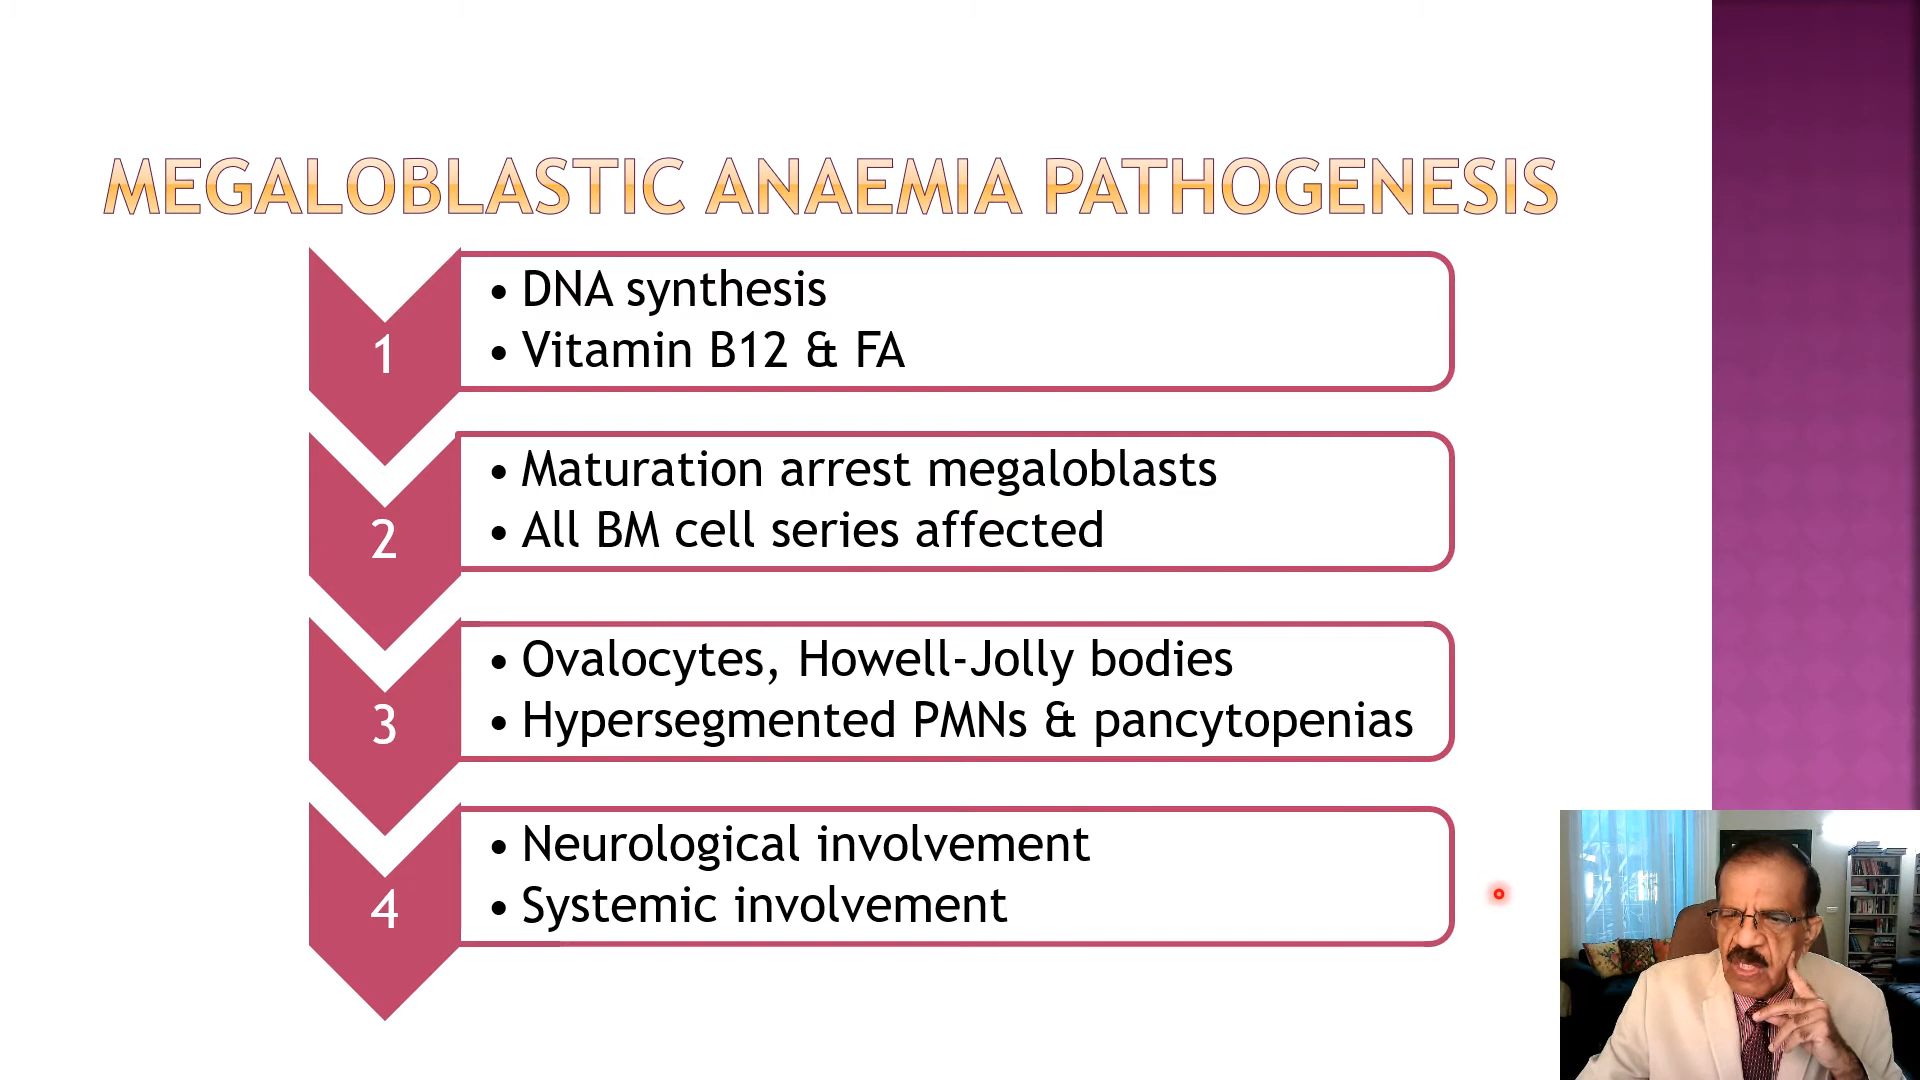 MEGALOBLASTIC ANAEMIA PATHOGENESIS
1
• DNA synthesis
• Vitamin B12 & FA
2
• Maturation arrest megaloblasts
• All BM cell series affected
3
• Ovalocytes, Howell-Jolly bodies
• Hypersegmented PMNs & pancytopenias
4
• Neurological involvement
• Systemic involvement